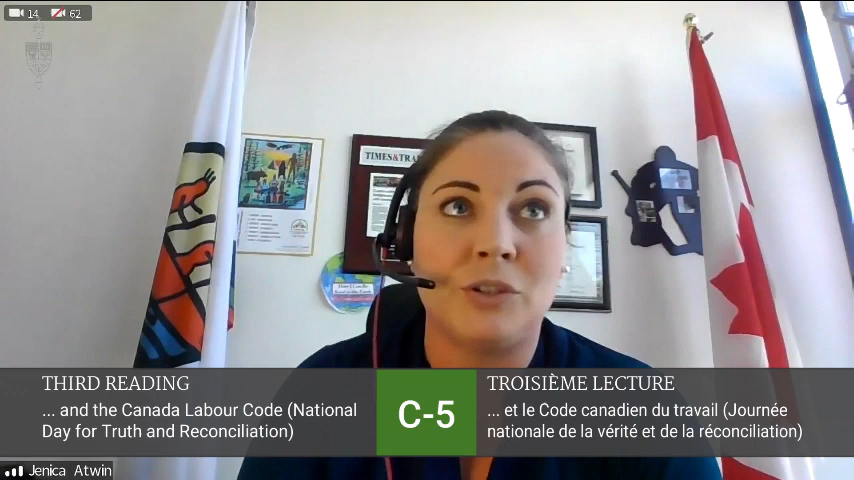 14 62
TIMES&TRA
THIRD READING
... and the Canada Labour Code (National
Day for Truth and Reconciliation)
C-5
TROISIÈME LECTURE
... et le Code canadien du travail (Journée
nationale de la vérité et de la réconciliation)
Jenica Atwin